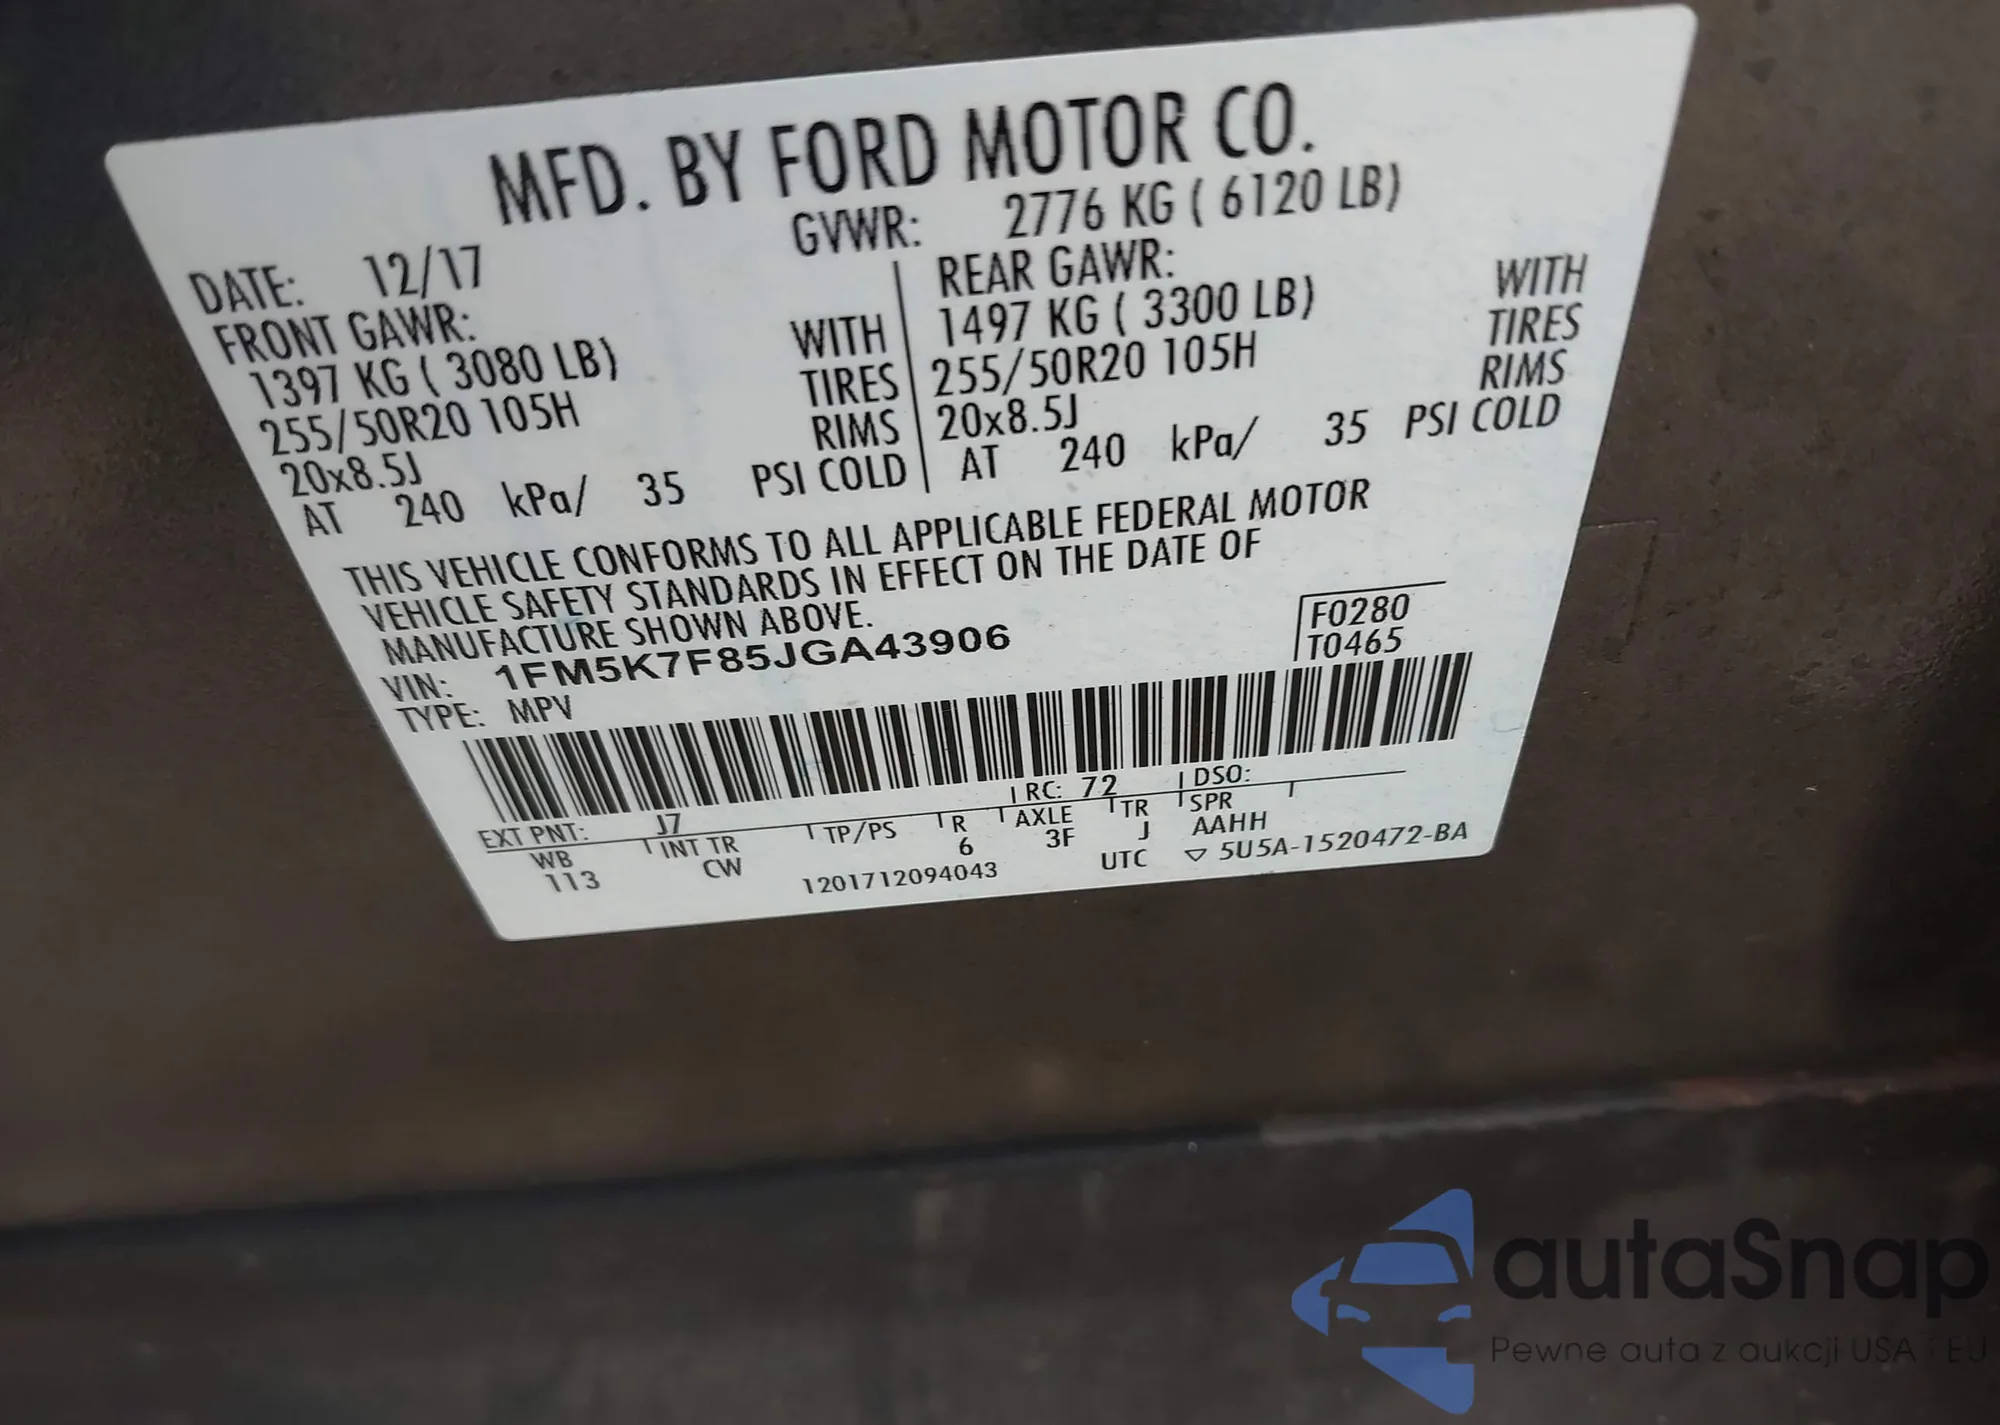 MFD. BY FORD MOTOR CO.
DATE: 12/17 GVWR: 2776 KG ( 6120 LB)
FRONT GAWR: REAR GAWR:
1397 KG ( 3080 LB) WITH 1497 KG ( 3300 LB) WITH
255/50R20 105H TIRES 255/50R20 105H TIRES
20x8.5J RIMS 20x8.5J RIMS
AT 240 kPa/ 35 PSI COLD AT 240 kPa/ 35 PSI COLD
THIS VEHICLE CONFORMS TO ALL APPLICABLE FEDERAL MOTOR
VEHICLE SAFETY STANDARDS IN EFFECT ON THE DATE OF
MANUFACTURE SHOWN ABOVE.
F0280
VIN: 1FM5K7F85JGA43906
T0465
TYPE: MPV
EXT PNT: J7 RC: 72 DSO:
WB INT TR TP/PS R AXLE TR SPR
113 CW 6 3F J AAHH
1201712094043 UTC ▽ 5U5A-1520472-BA
autaSnap
Pewne auta z aukcji USA i EU